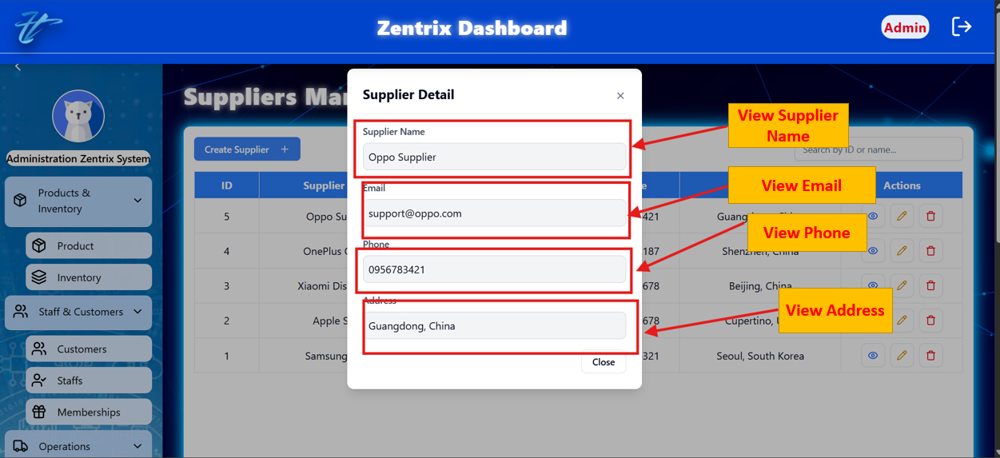 Zentrix Dashboard
Admin
Administration Zentrix System
Products &
Inventory
Product
Inventory
Staff & Customers
Customers
Staffs
Memberships
Operations
Suppliers Ma
Create Supplier +
Search by ID or name...
ID Supplier e Actions
5 Oppo Su 421
4 OnePlus 187 Shenzhen, China
3 Xiaomi Dis 678 Beijing, China
2 Apple S 678 Cupertino,
1 Samsung 321 Seoul, South Korea
Supplier Detail
Supplier Name
Oppo Supplier
Email
support@oppo.com
Phone
0956783421
Address
Guangdong, China
Close
View Supplier
Name
View Email
View Phone
View Address